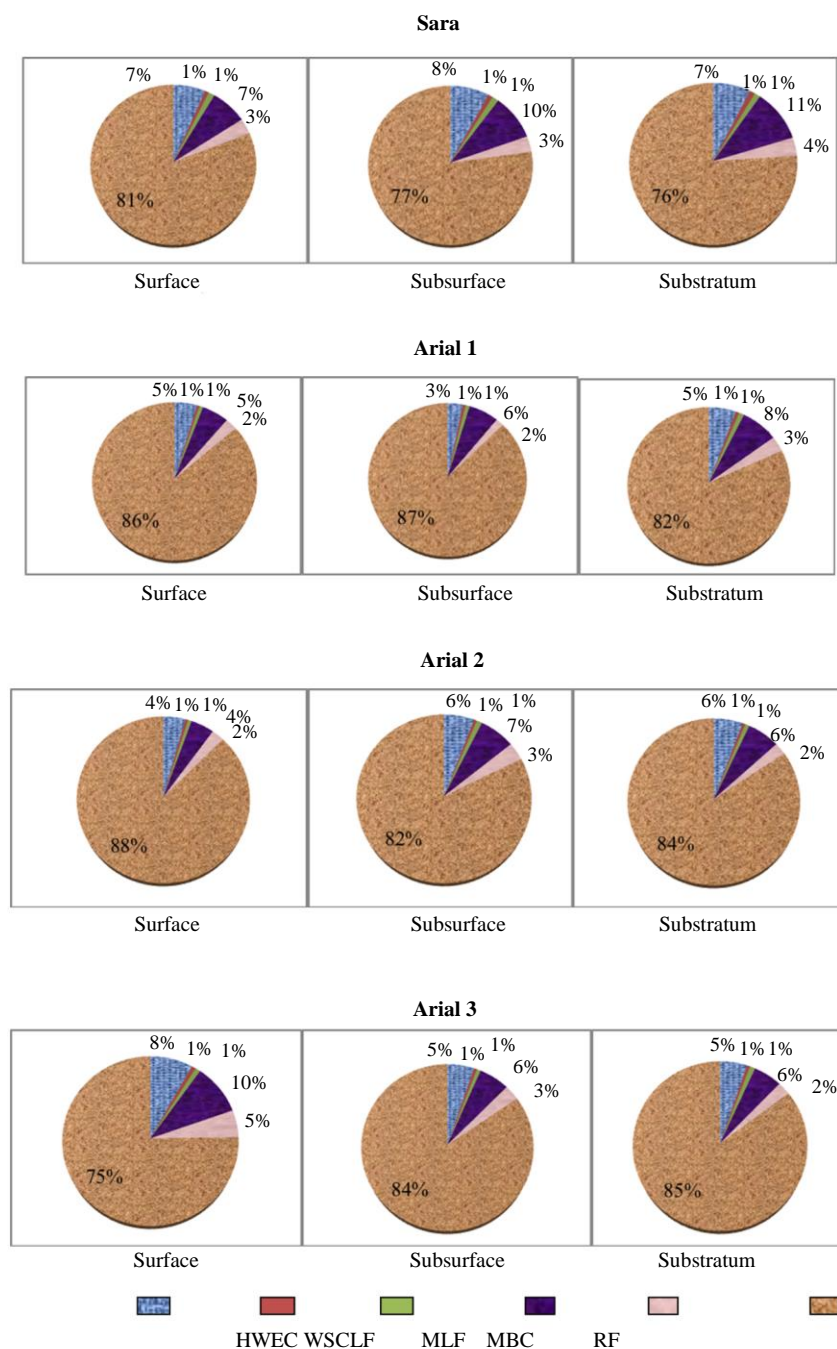 Sara
7% 1% 1%
7%
3%
81%
8% 1% 1%
10%
3%
77%
7% 1% 1%
11%
4%
76%
Surface Subsurface Substratum
Arial 1
5% 1% 1% 5%
2%
86%
3% 1% 1%
6%
2%
87%
5% 1% 1%
8%
3%
82%
Surface Subsurface Substratum
Arial 2
4% 1% 1% 4%
2%
88%
6% 1% 1%
7%
3%
82%
6% 1% 1%
6%
2%
84%
Surface Subsurface Substratum
Arial 3
8% 1% 1%
10%
5%
75%
5% 1% 1%
6%
3%
84%
5% 1% 1%
6% 2%
85%
Surface Subsurface Substratum
HWEC WSCLF MLF MBC RF